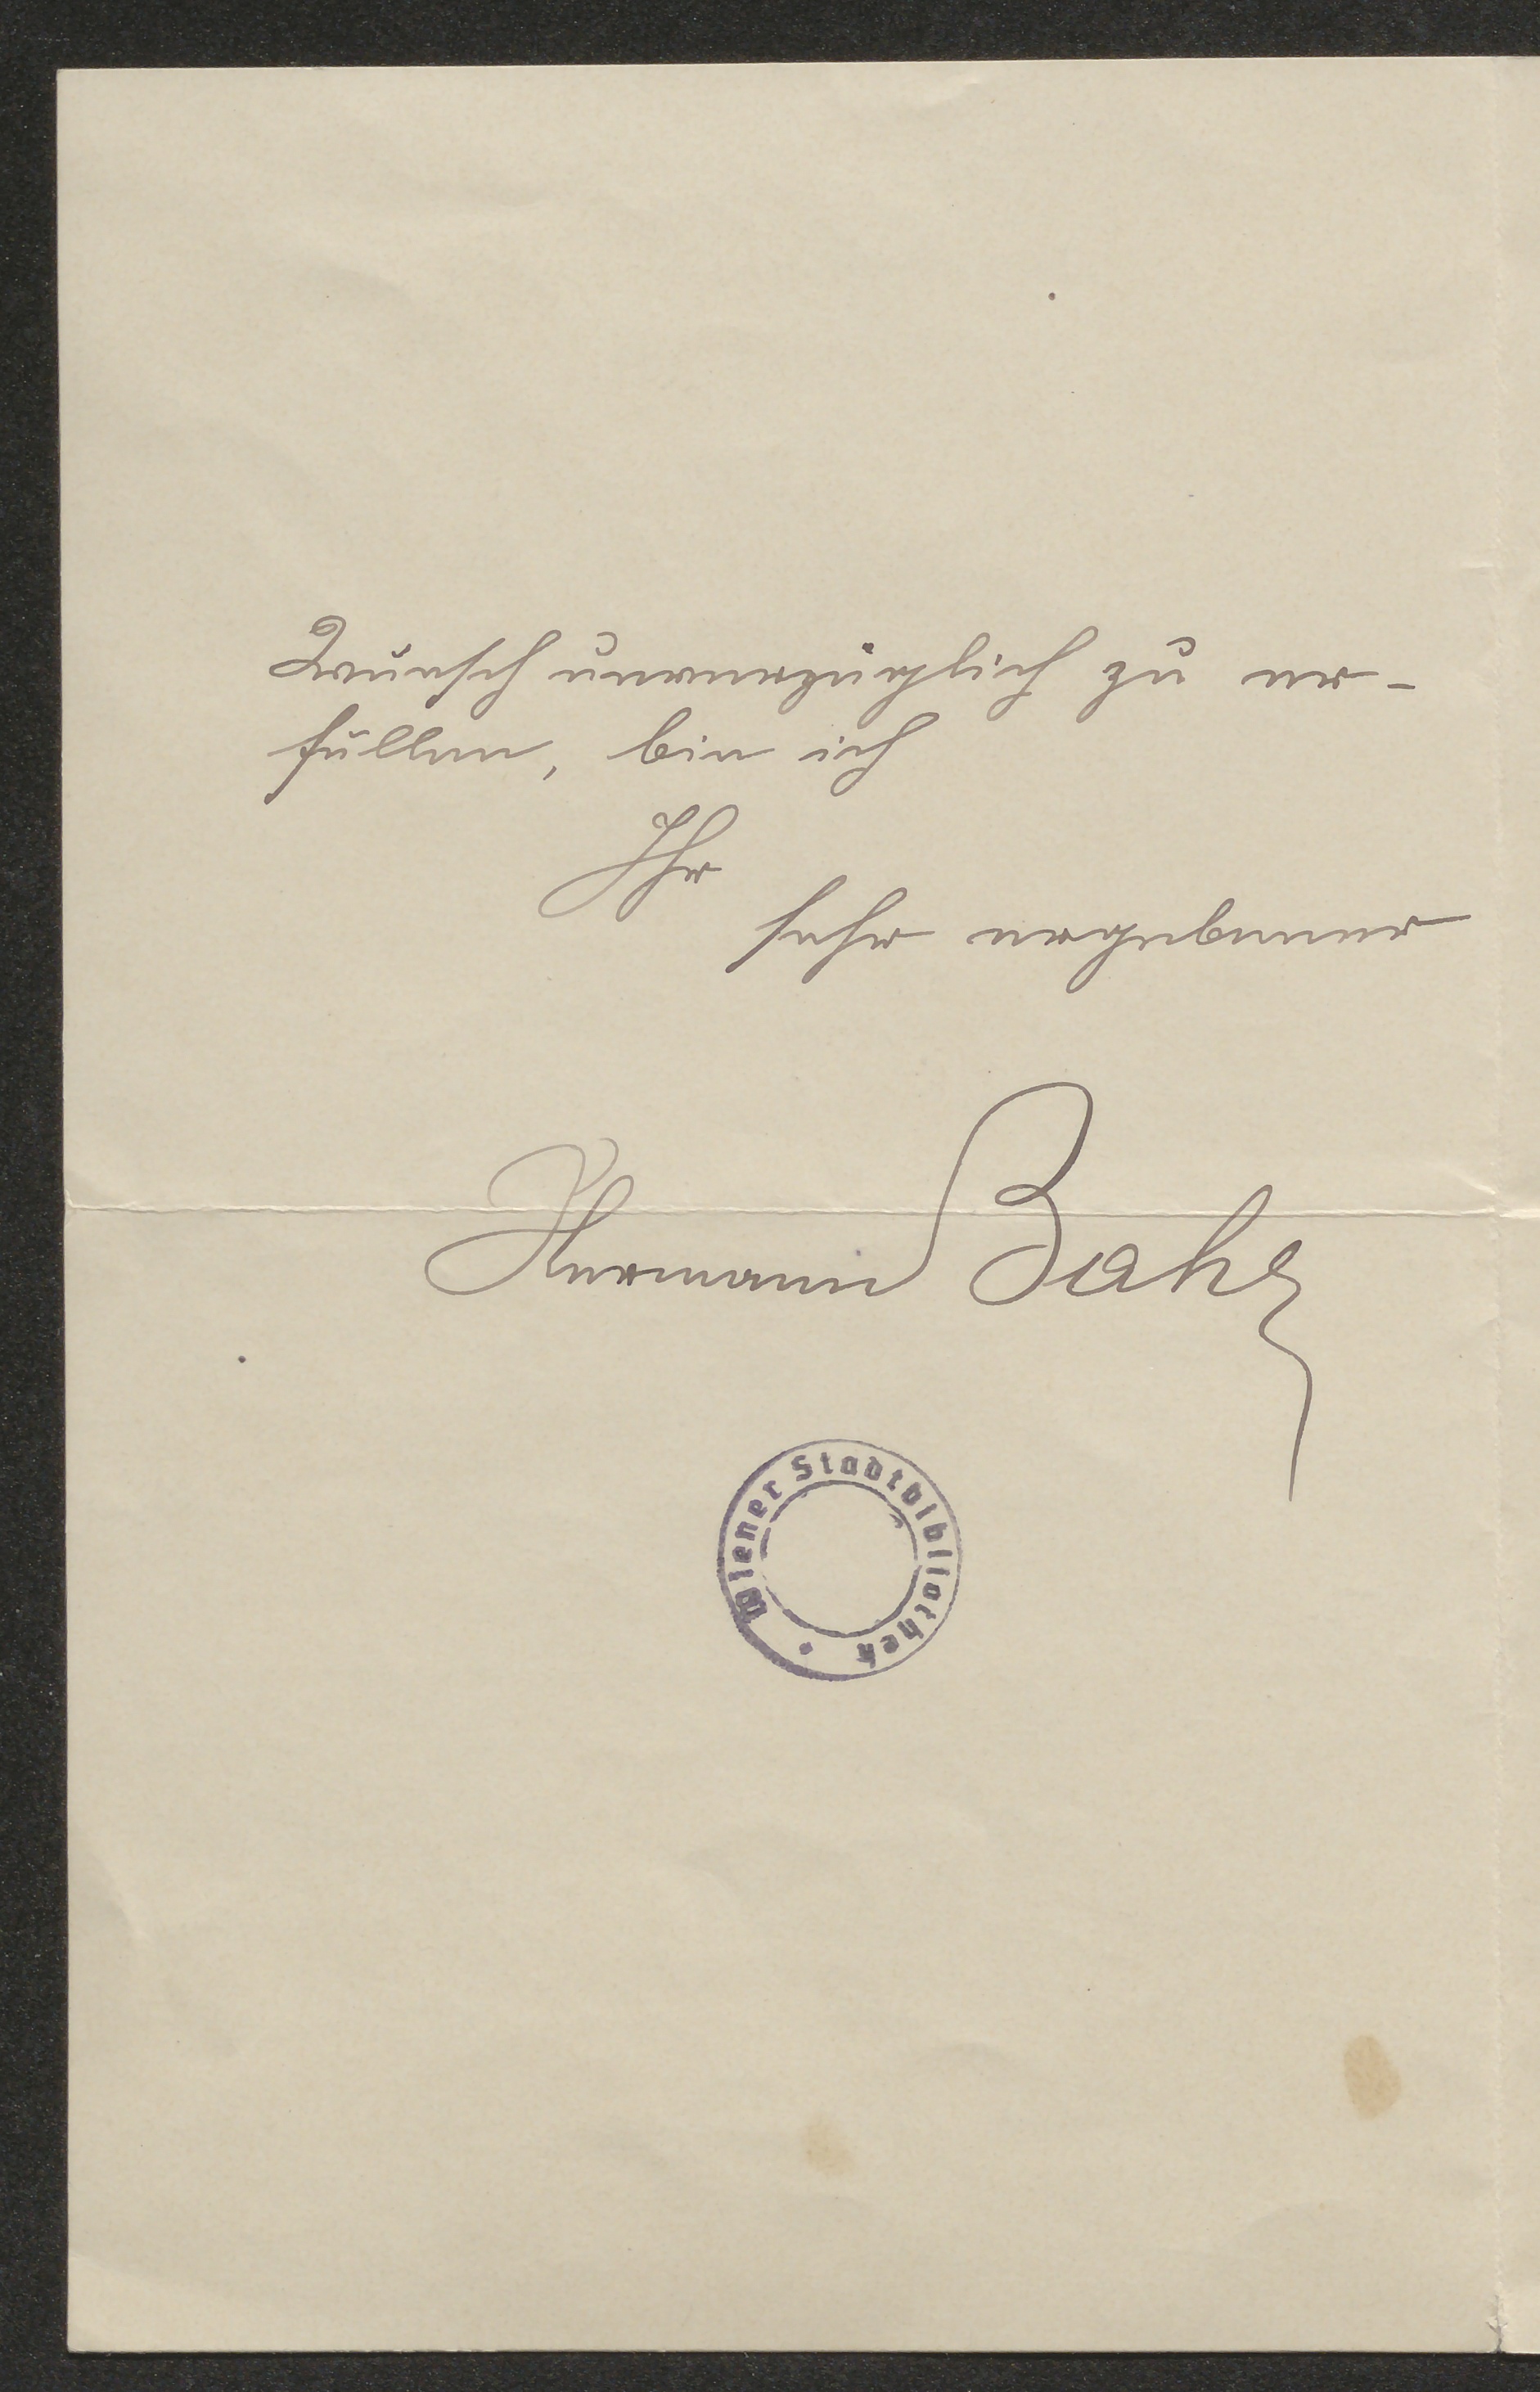 Wunsch unverzüglich zu er-
füllen, bin ich
Ihr
sehr ergebener
Hermann Bahr
Wiener Stadtbibliothek